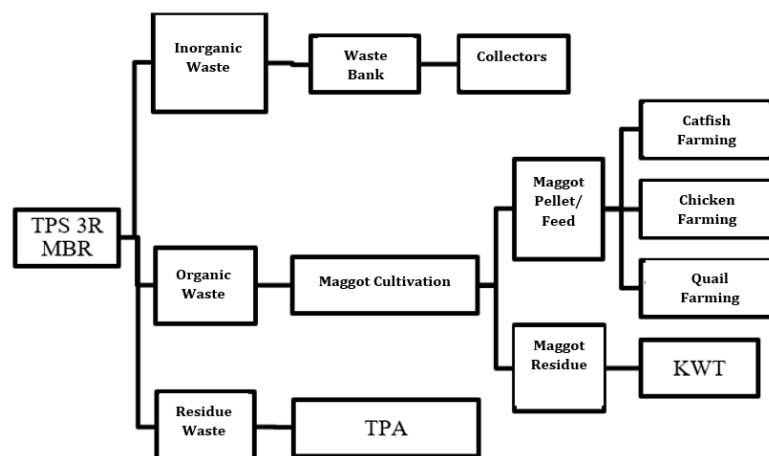 Inorganic
Waste
Waste
Bank
Collectors
Catfish
Farming
Maggot
Pellet/
Feed
Chicken
Farming
TPS 3R
MBR
Organic
Waste
Maggot Cultivation
Quail
Farming
Maggot
Residue
KWT
Residue
Waste
TPA